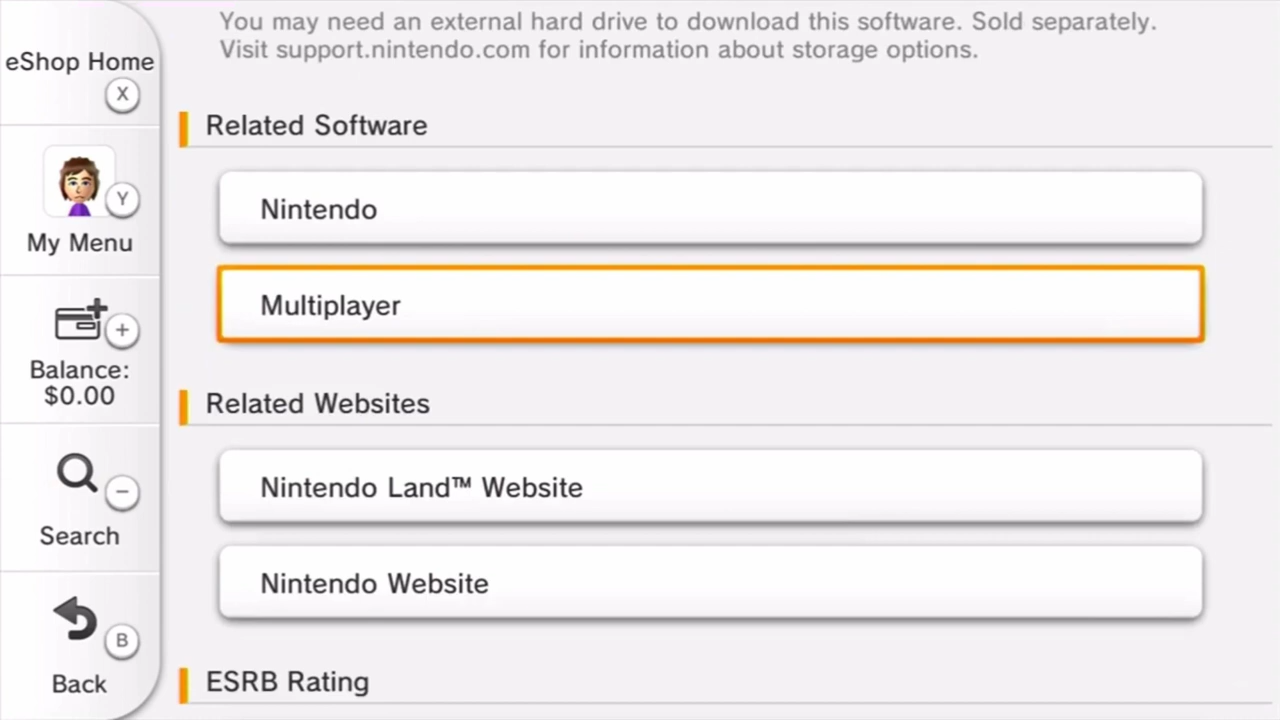 You may need an external hard drive to download this software. Sold separately.
Visit support.nintendo.com for information about storage options.
eShop Home
X
Related Software
Nintendo
Y
My Menu
Multiplayer
+
Balance:
$0.00
Related Websites
Nintendo Land™ Website
−
Search
Nintendo Website
B
Back
ESRB Rating